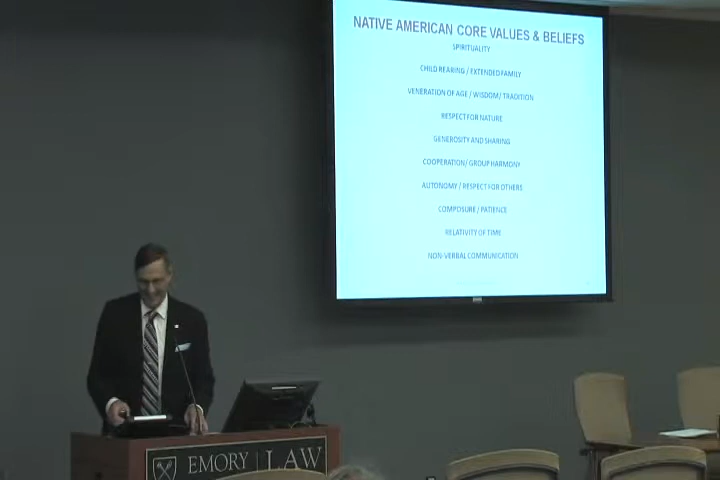 NATIVE AMERICAN CORE VALUES & BELIEFS
SPIRITUALITY
CHILD REARING / EXTENDED FAMILY
VENERATION OF AGE / WISDOM/ TRADITION
RESPECT FOR NATURE
GENEROSITY AND SHARING
COOPERATION/ GROUP HARMONY
AUTONOMY / RESPECT FOR OTHERS
COMPOSURE / PATIENCE
RELATIVITY OF TIME
NON-VERBAL COMMUNICATION
EMORY | LAW